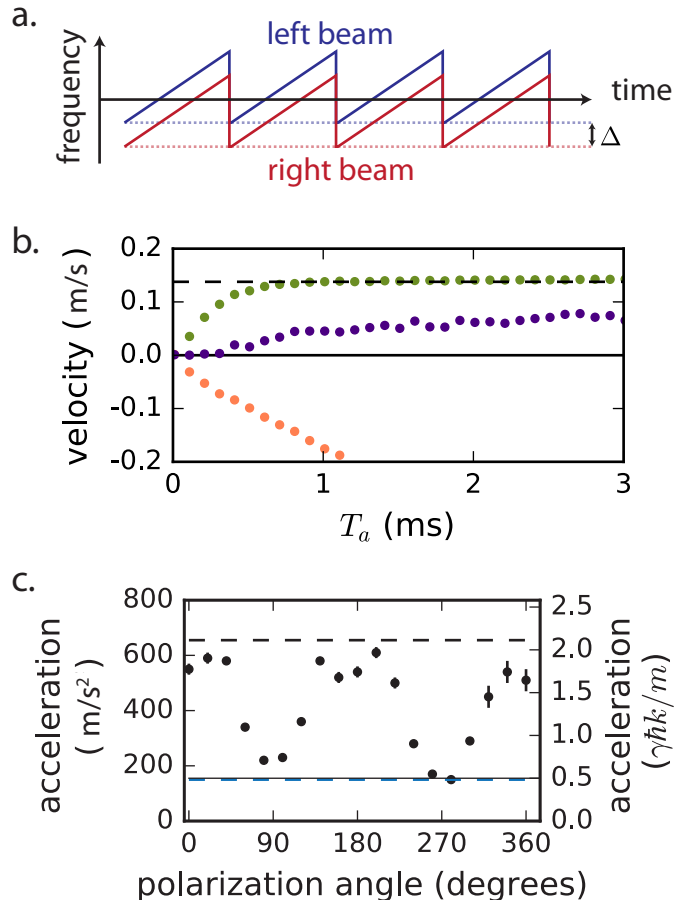 a.
left beam
frequency
time
Δ
right beam
b.
velocity ( m/s)
0.2
0.1
0.0
-0.1
-0.2
0 1 2 3
T_a (ms)
c.
acceleration
( m/s²)
800
600
400
200
0
2.5
2.0
1.5
1.0
0.5
0.0
acceleration
(γℏk/m)
0 90 180 270 360
polarization angle (degrees)